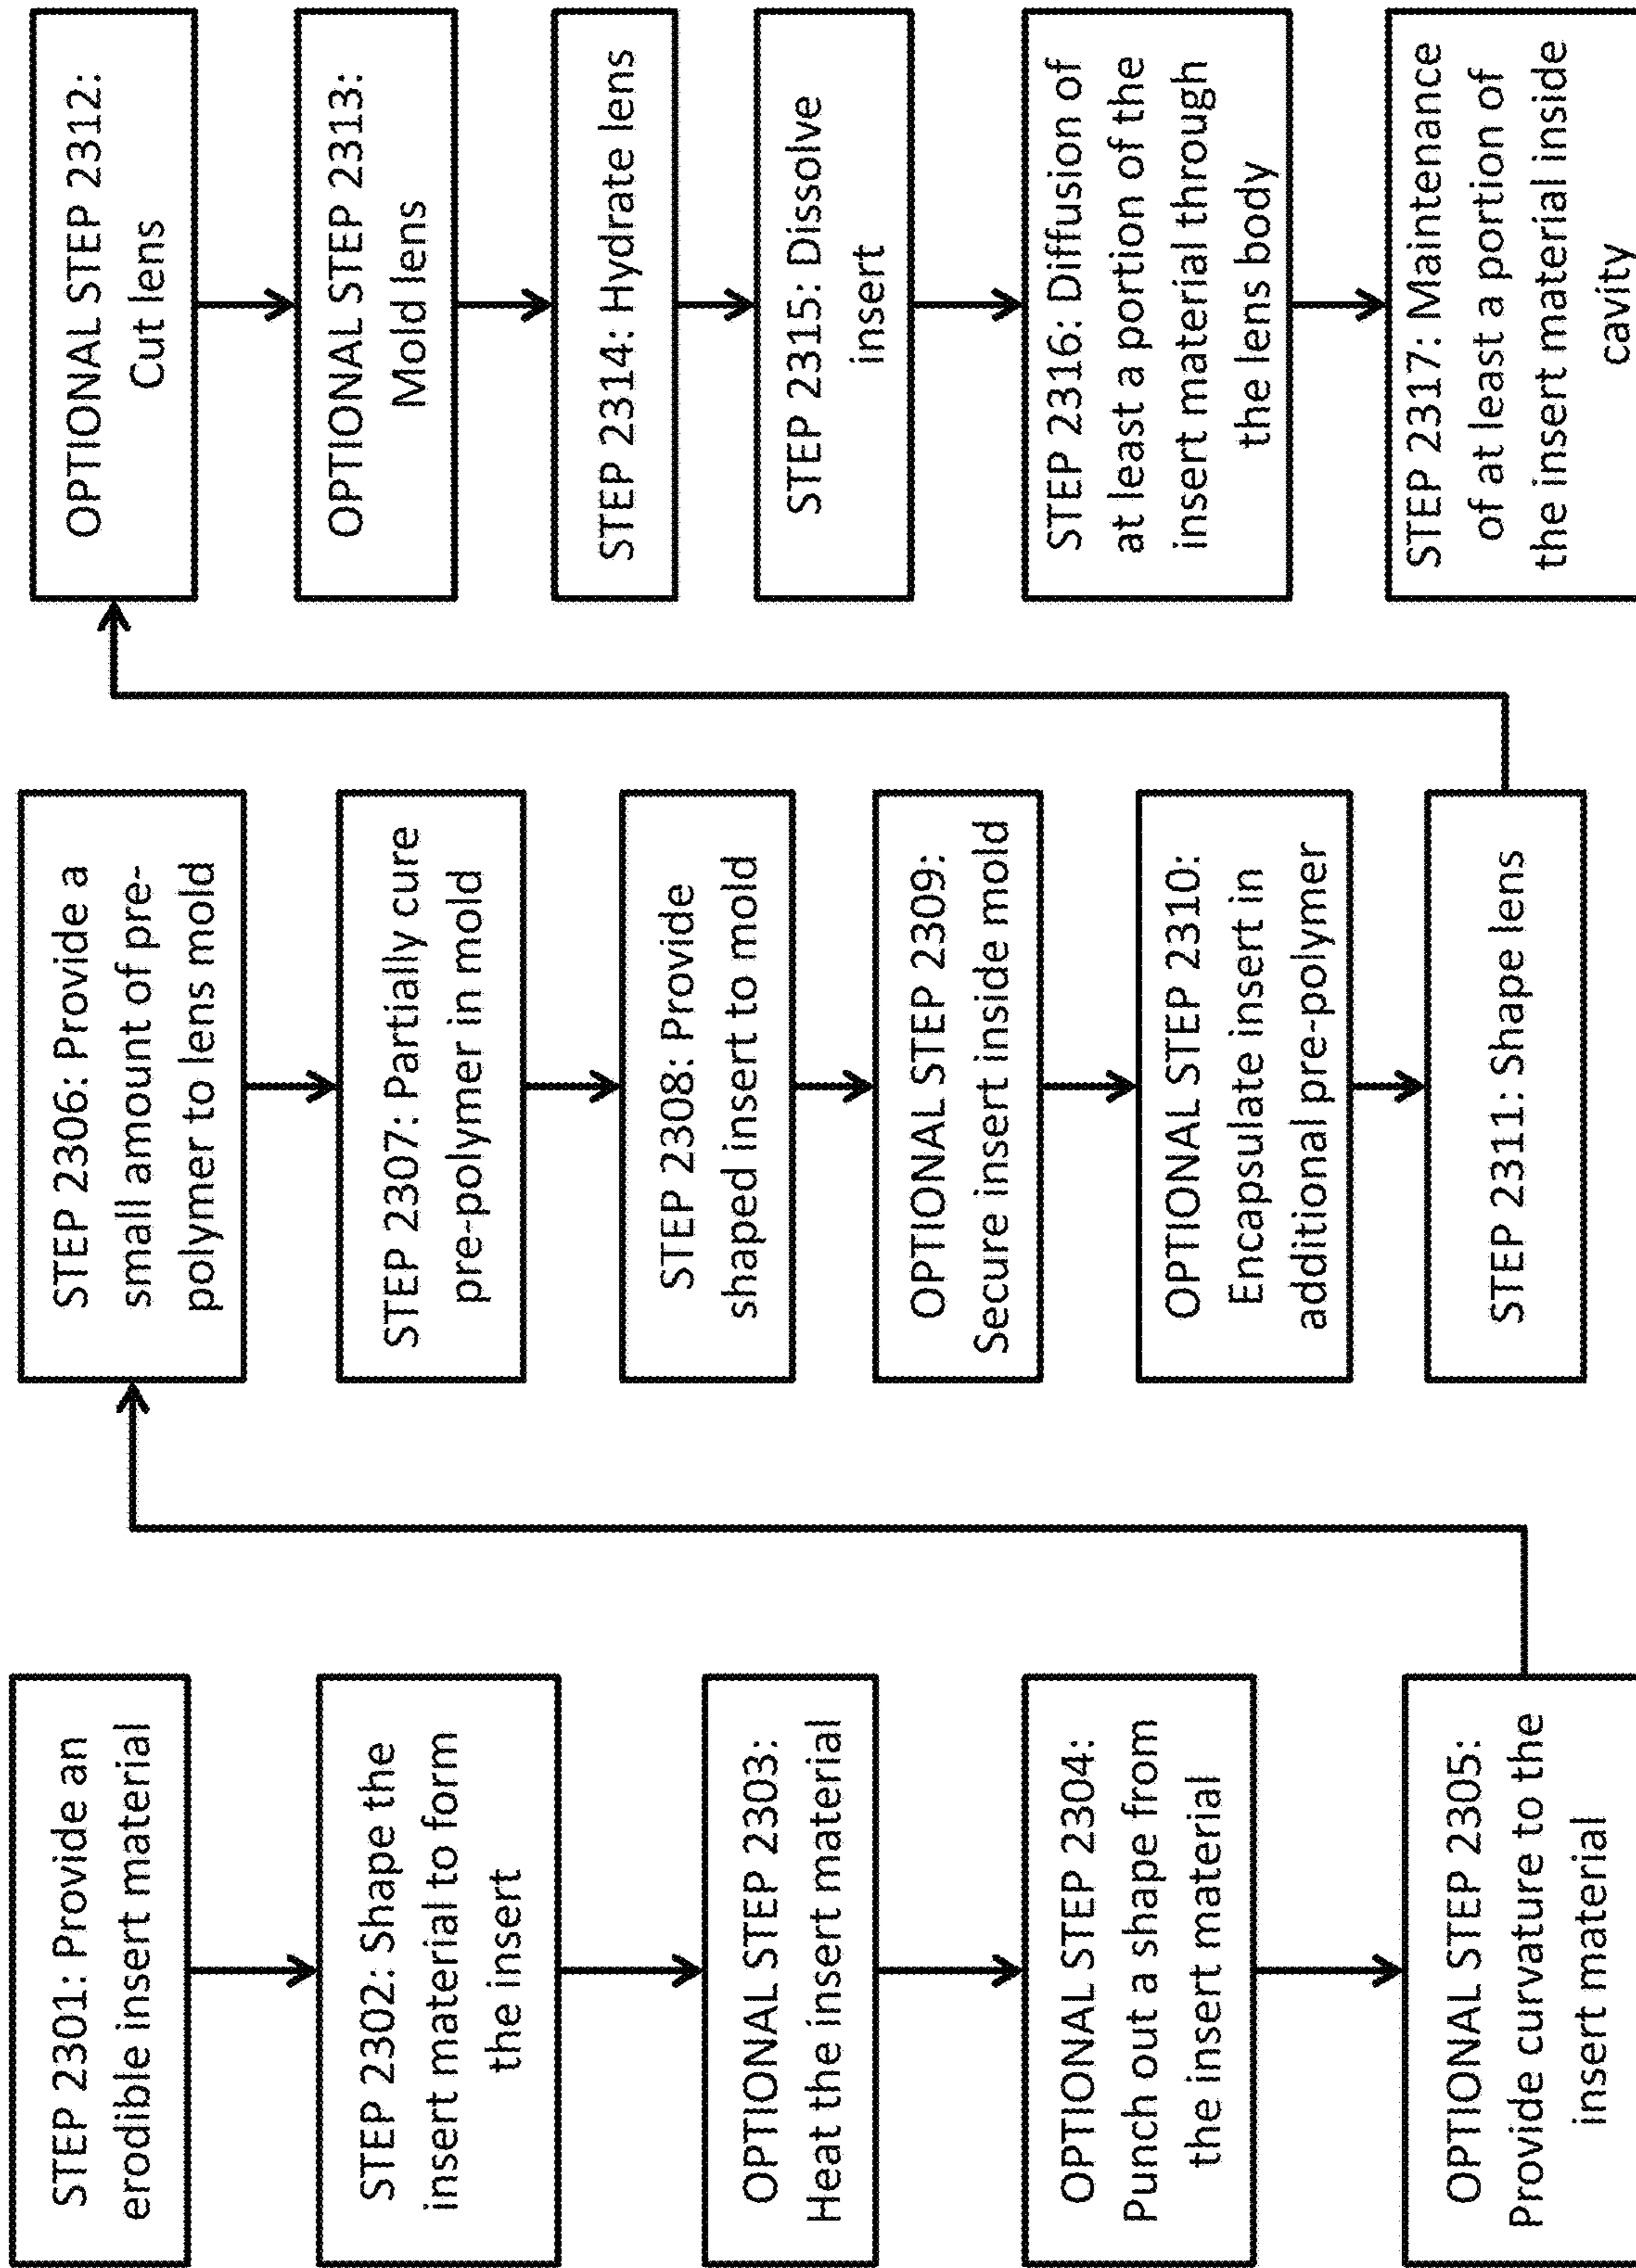 STEP 2301: Provide an
erodible insert material
STEP 2302: Shape the
insert material to form
the insert
OPTIONAL STEP 2303:
Heat the insert material
OPTIONAL STEP 2304:
Punch out a shape from
the insert material
OPTIONAL STEP 2305:
Provide curvature to the
insert material
STEP 2306: Provide a
small amount of pre-
polymer to lens mold
STEP 2307: Partially cure
pre-polymer in mold
STEP 2308: Provide
shaped insert to mold
OPTIONAL STEP 2309:
Secure insert inside mold
OPTIONAL STEP 2310:
Encapsulate insert in
additional pre-polymer
STEP 2311: Shape lens
OPTIONAL STEP 2312:
Cut lens
OPTIONAL STEP 2313:
Mold lens
STEP 2314: Hydrate lens
STEP 2315: Dissolve
insert
STEP 2316: Diffusion of
at least a portion of the
insert material through
the lens body
STEP 2317: Maintenance
of at least a portion of
the insert material inside
cavity